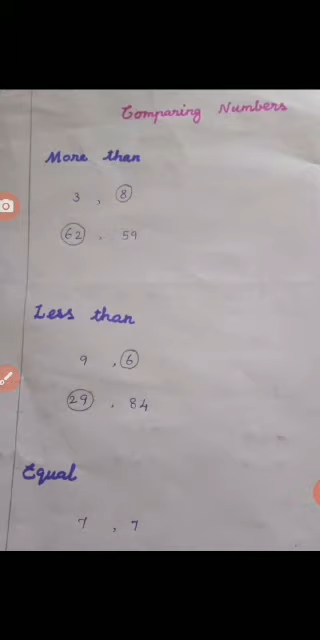 Comparing Numbers
More than
3 , 8
62 . 59
Less than
9 , 6
29 . 84
Equal
7 , 7